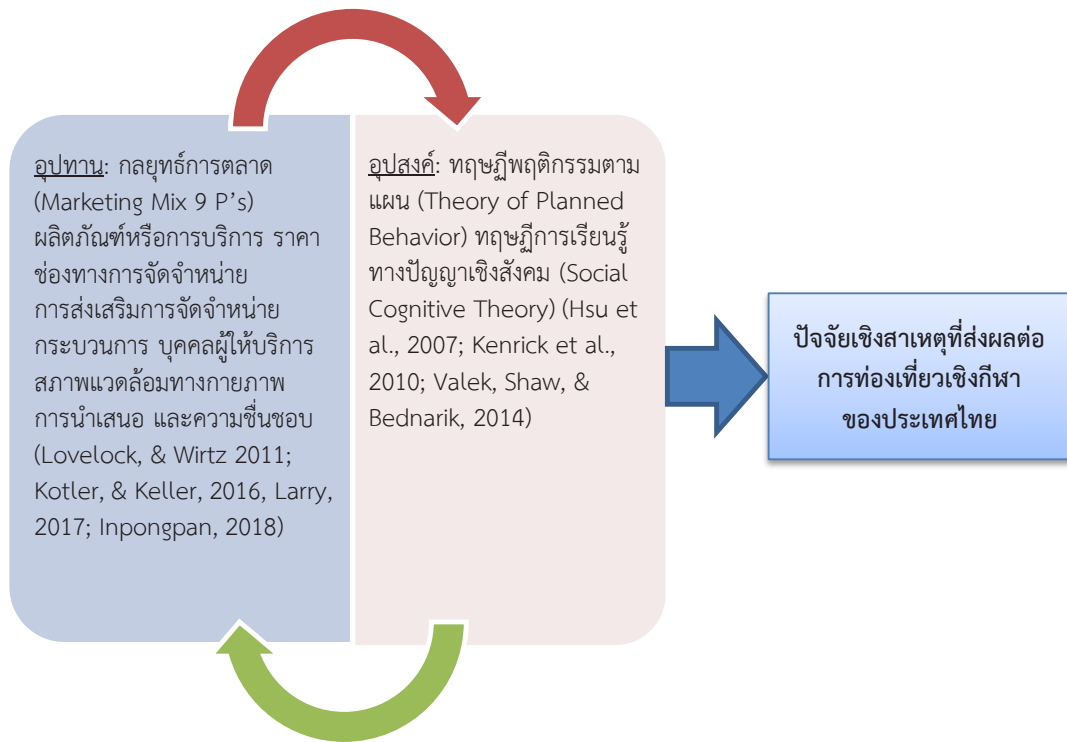 อุปทาน: กลยุทธ์การตลาด
(Marketing Mix 9 P’s)
ผลิตภัณฑ์หรือการบริการ ราคา
ช่องทางการจัดจำหน่าย
การส่งเสริมการจัดจำหน่าย
กระบวนการ บุคคลผู้ให้บริการ
สภาพแวดล้อมทางกายภาพ
การนำเสนอ และความชื่นชอบ
(Lovelock, & Wirtz 2011;
Kotler, & Keller, 2016, Larry,
2017; Inpongpan, 2018)
อุปสงค์: ทฤษฏีพฤติกรรมตาม
แผน (Theory of Planned
Behavior) ทฤษฏีการเรียนรู้
ทางปัญญาเชิงสังคม (Social
Cognitive Theory) (Hsu et
al., 2007; Kenrick et al.,
2010; Valek, Shaw, &
Bednarik, 2014)
ปัจจัยเชิงสาเหตุที่ส่งผลต่อ
การท่องเที่ยวเชิงกีฬา
ของประเทศไทย